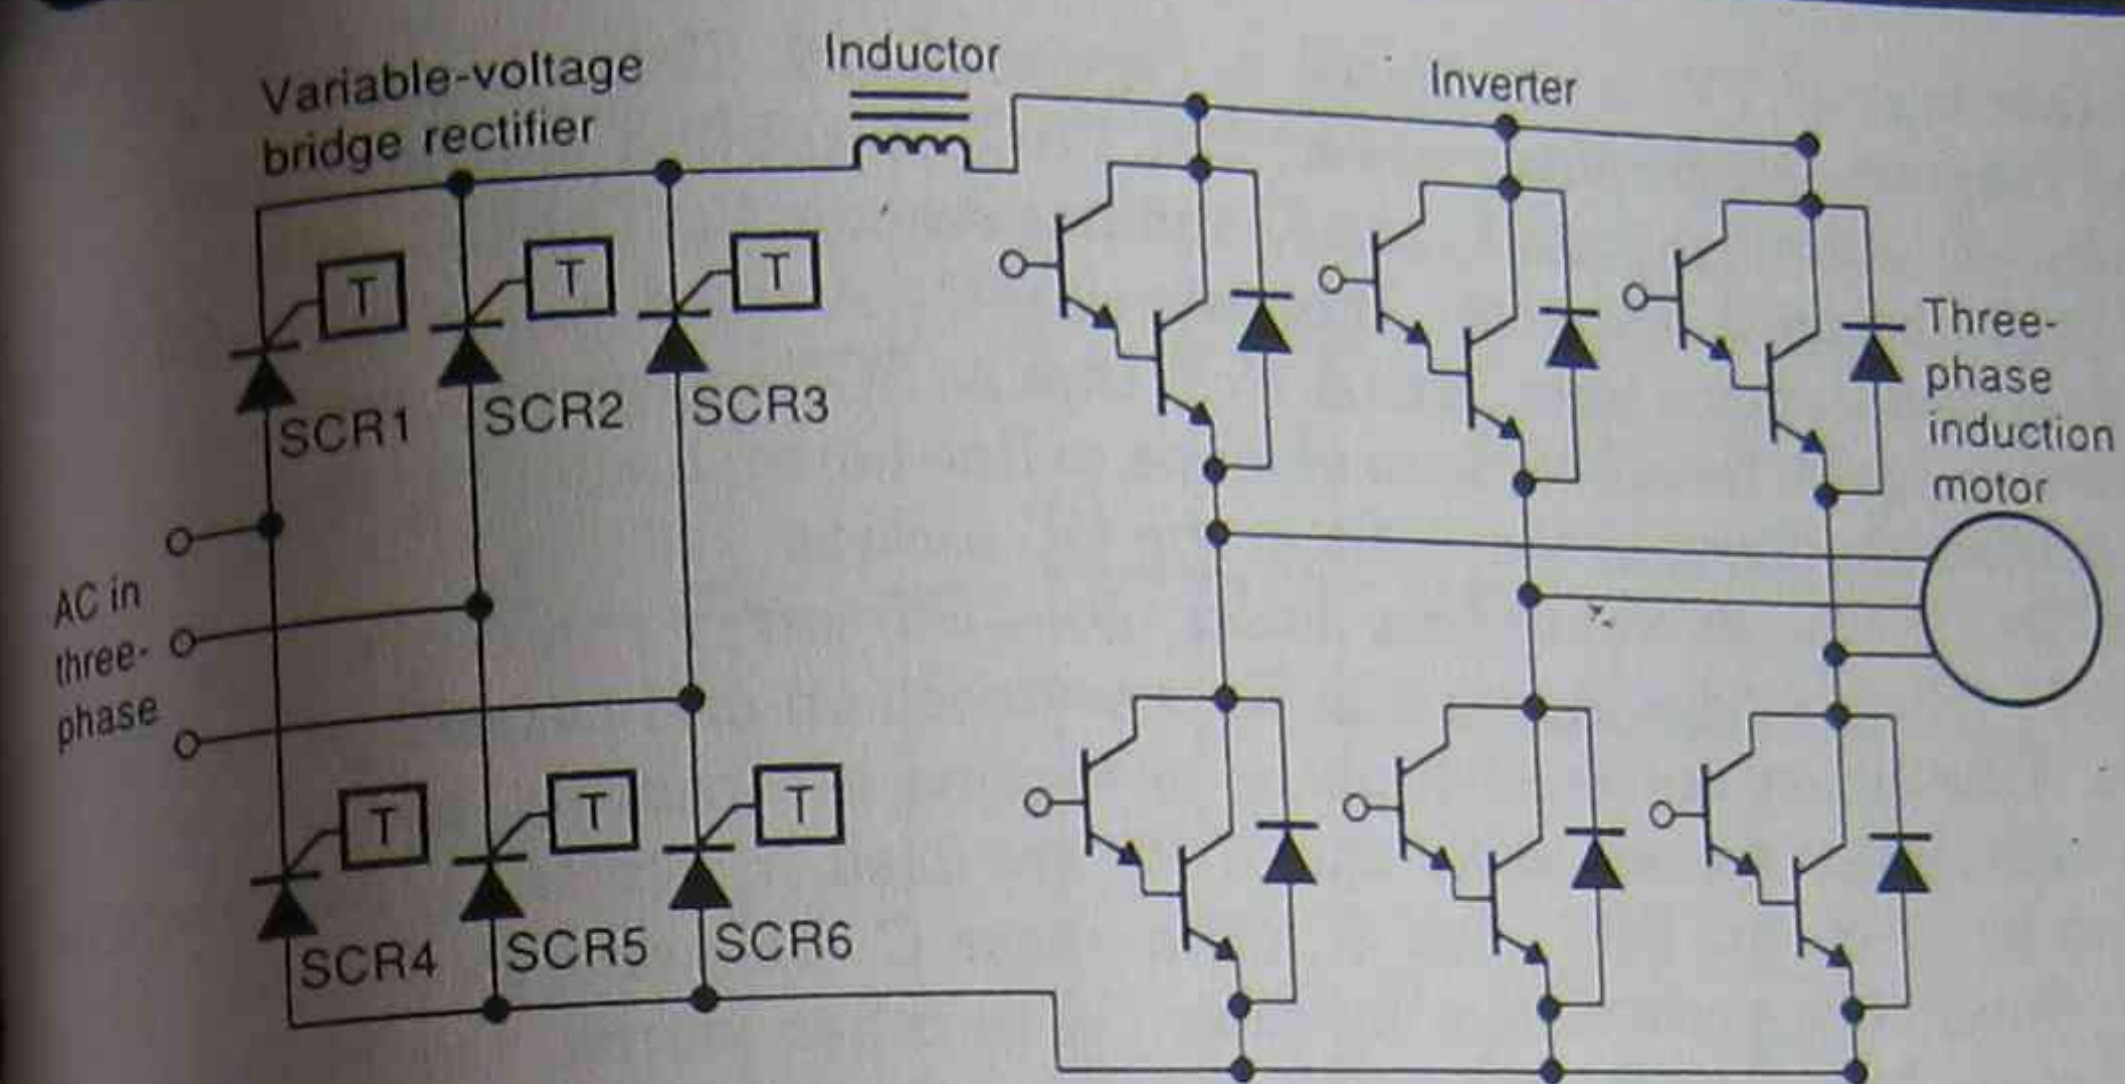 Variable-voltage
bridge rectifier
Inductor
Inverter
T
T
T
SCR1
SCR2
SCR3
Three-
phase
induction
motor
AC in
three-
phase
T
T
T
SCR4
SCR5
SCR6